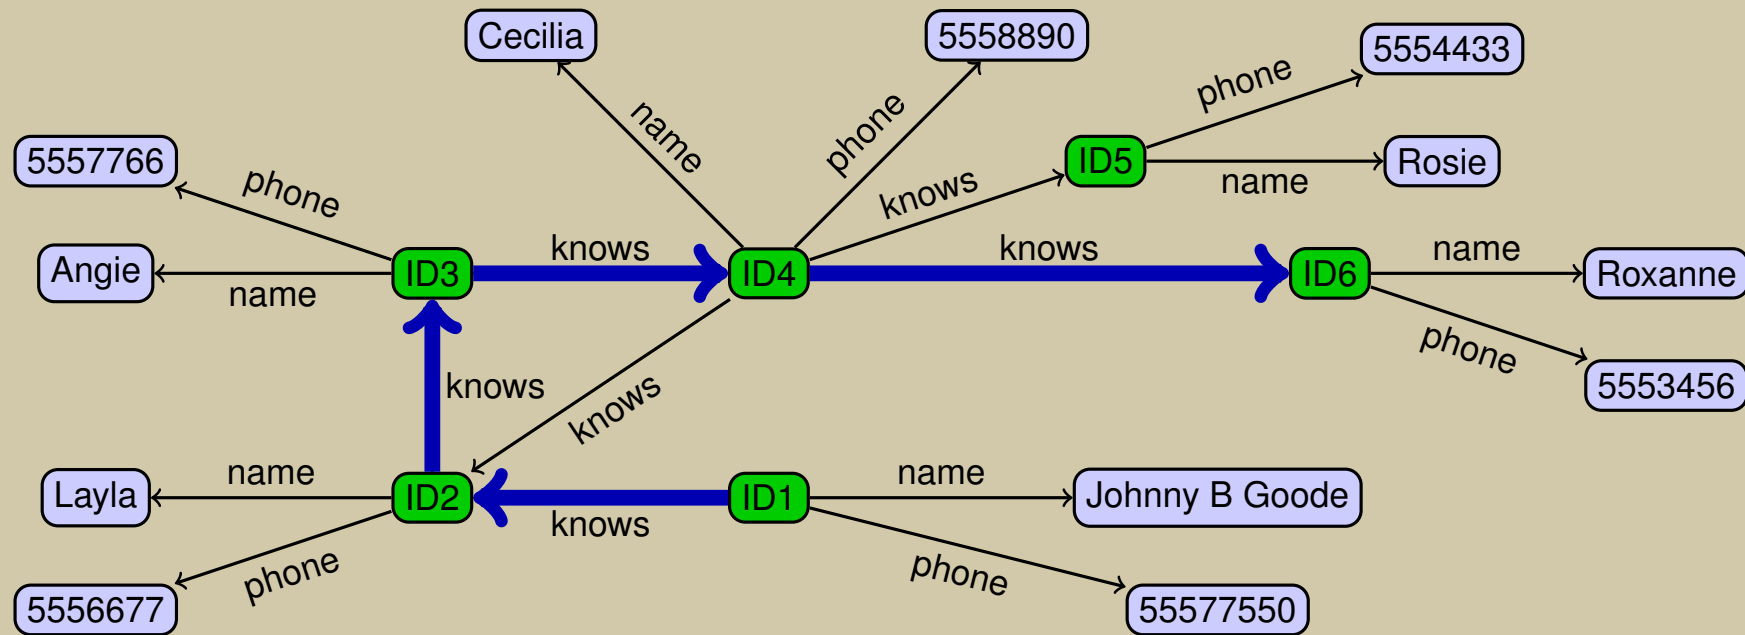 Cecilia
5558890
5554433
phone
name
phone
5557766
ID5
Rosie
phone
knows
name
Angie
name
ID3
knows
ID4
knows
ID6
name
Roxanne
phone
5553456
knows
knows
Layla
name
ID2
knows
ID1
name
Johnny B Goode
phone
phone
5556677
55577550